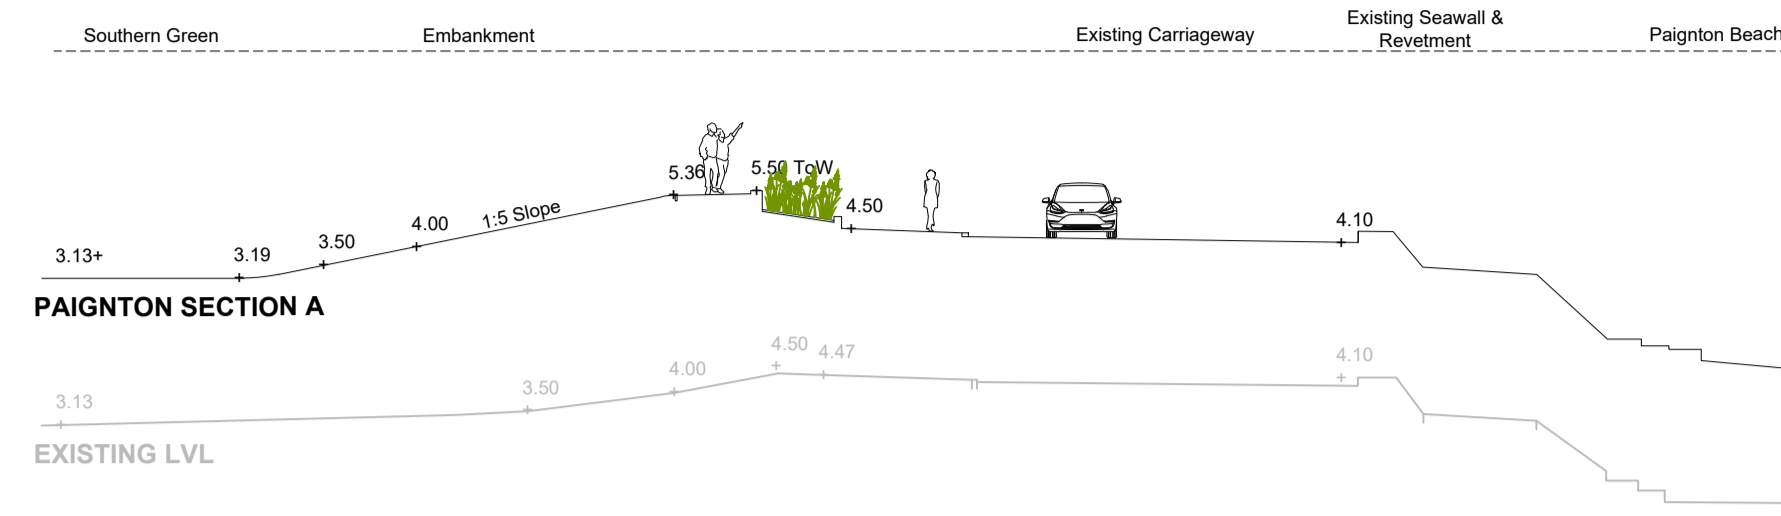 Southern Green
Embankment
Existing Carriageway
Existing Seawall &
Revetment
Paignton Beach
5.36
5.50 ToW
4.50
4.10
1:5 Slope
4.00
3.50
3.19
3.13+
PAIGNTON SECTION A
4.50
4.47
4.10
4.00
3.50
3.13
EXISTING LVL